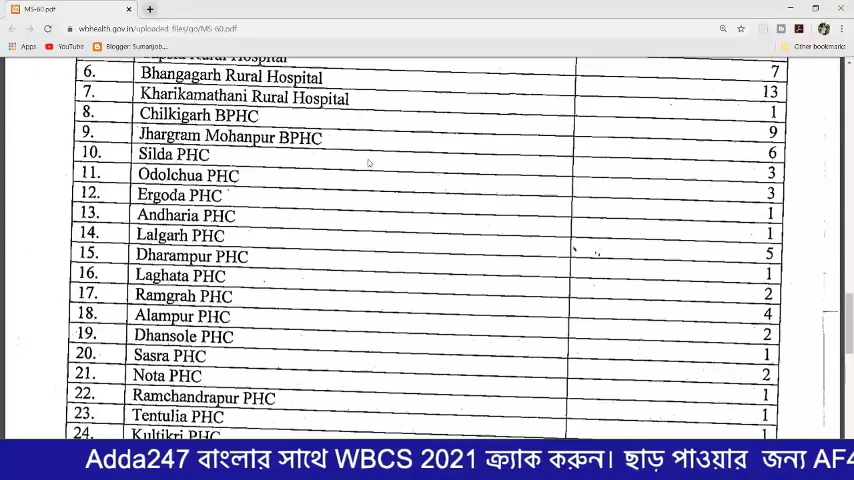 MS-60.pdf
wbhealth.gov.in/uploaded_files/go/MS-60.pdf
Apps YouTube Blogger: Sumanjob.... Other bookmarks
Rural Hospital
6. Bhangagarh Rural Hospital 7
7. Kharikamathani Rural Hospital 13
8. Chilkigarh BPHC 1
9. Jhargram Mohanpur BPHC 9
10. Silda PHC 6
11. Odolchua PHC 3
12. Ergoda PHC 3
13. Andharia PHC 1
14. Lalgarh PHC 1
15. Dharampur PHC 5
16. Laghata PHC 1
17. Ramgrah PHC 2
18. Alampur PHC 4
19. Dhansole PHC 2
20. Sasra PHC 1
21. Nota PHC 2
22. Ramchandrapur PHC 1
23. Tentulia PHC 1
24. Kultikri PHC 1
Adda247 বাংলার সাথে WBCS 2021 ক্র্যাক করুন। ছাড় পাওয়ার জন্য AF4